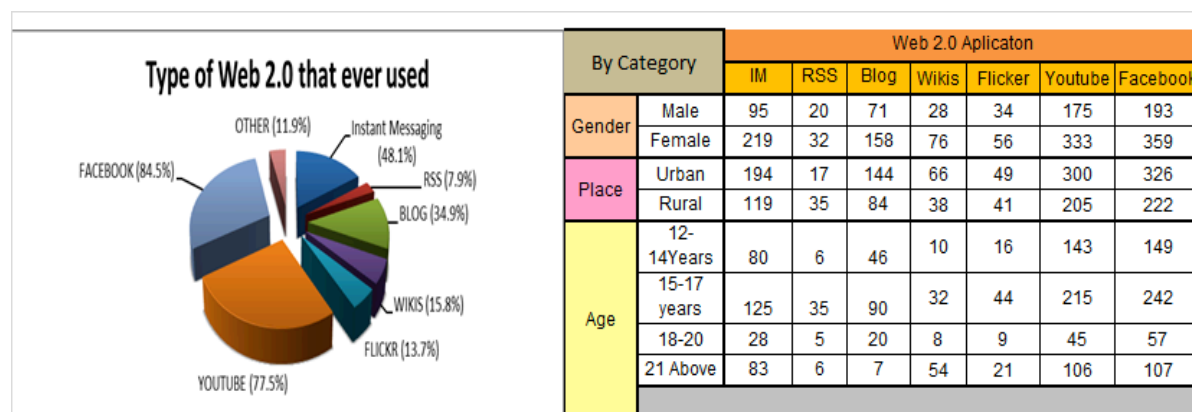 Type of Web 2.0 that ever used
OTHER (11.9%)
Instant Messaging
(48.1%)
FACEBOOK (84.5%)
RSS (7.9%)
BLOG (34.9%)
WIKIS (15.8%)
FLICKR (13.7%)
YOUTUBE (77.5%)
By Category Web 2.0 Aplicaton
IM RSS Blog Wikis Flicker Youtube Facebook
Gender Male 95 20 71 28 34 175 193
Female 219 32 158 76 56 333 359
Place Urban 194 17 144 66 49 300 326
Rural 119 35 84 38 41 205 222
Age 12-
14Years 80 6 46 10 16 143 149
15-17
years 125 35 90 32 44 215 242
18-20 28 5 20 8 9 45 57
21 Above 83 6 7 54 21 106 107